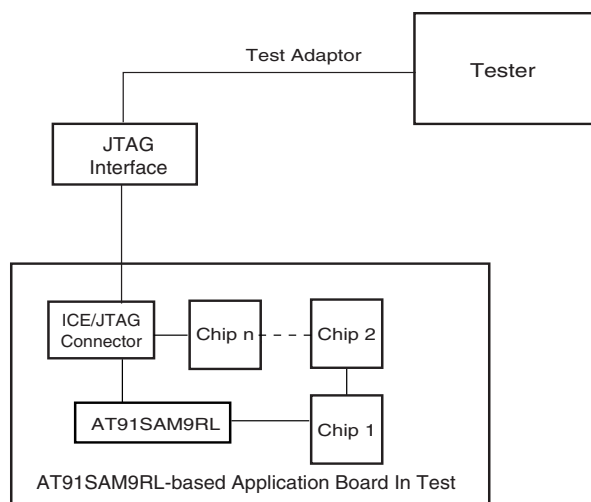 Test Adaptor
Tester
JTAG
Interface
ICE/JTAG
Connector
Chip n
Chip 2
AT91SAM9RL
Chip 1
AT91SAM9RL-based Application Board In Test